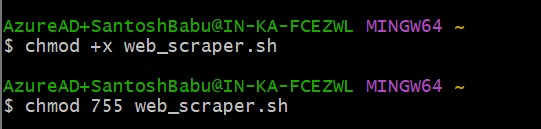 AzureAD+SantoshBabu@IN-KA-FCEZWL MINGW64 ~
$ chmod +x web_scraper.sh
AzureAD+SantoshBabu@IN-KA-FCEZWL MINGW64 ~
$ chmod 755 web_scraper.sh